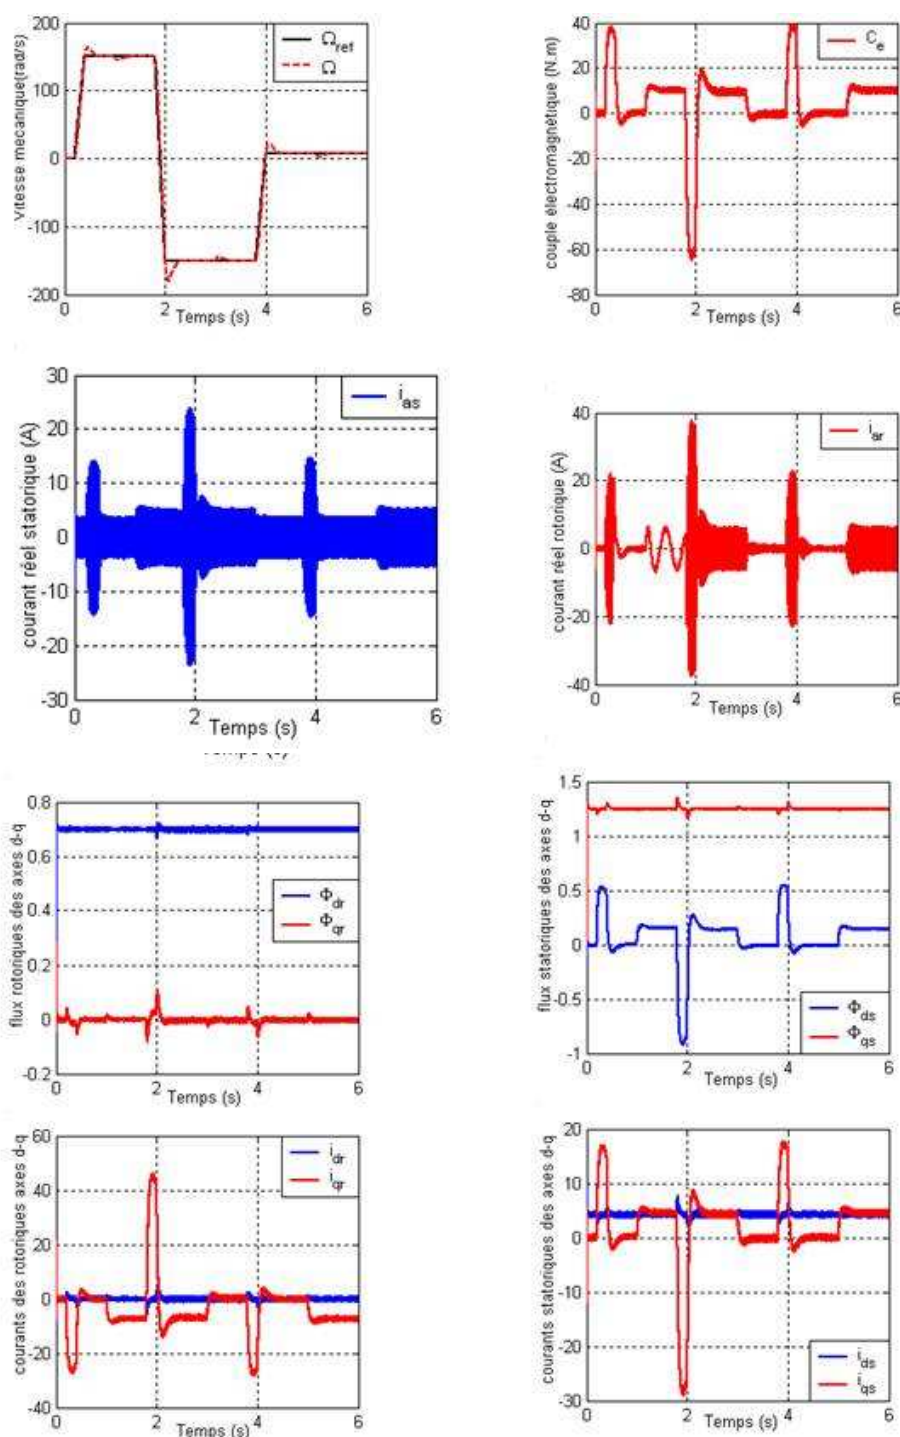 Vitesse mecanique(rad/s)
200
100
0
-100
-200
Ω_ref
Ω
0 2 4 6
Temps (s)
couple électromagnétique (N.m)
40
20
0
-20
-40
-60
-80
C_e
0 2 4 6
Temps (s)
courant réel statorique (A)
30
20
10
0
-10
-20
-30
i_as
0 2 4 6
Temps (s)
courant réel rotorique (A)
40
20
0
-20
-40
i_ar
0 2 4 6
Temps (s)
flux rotoriques des axes d-q
0.8
0.6
0.4
0.2
0
-0.2
Φ_dr
Φ_qr
0 2 4 6
Temps (s)
flux statoriques des axes d-q
1.5
1
0.5
0
-0.5
-1
Φ_ds
Φ_qs
0 2 4 6
Temps (s)
courants des rotoriques axes d-q
60
40
20
0
-20
-40
i_dr
i_qr
0 2 4 6
Temps (s)
courants statoriques des axes d-q
20
10
0
-10
-20
-30
i_ds
i_qs
0 2 4 6
Temps (s)